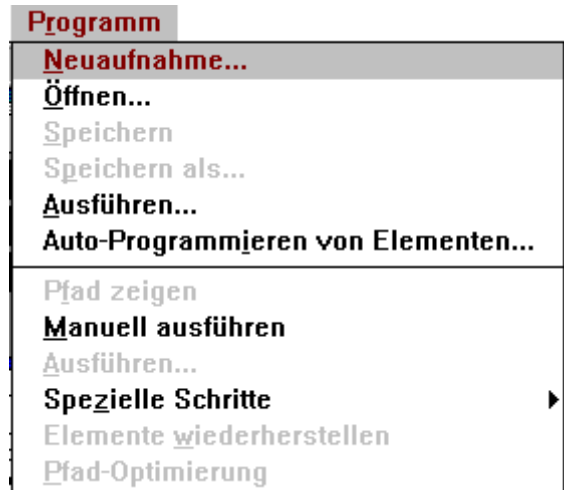 Programm
Neuaufnahme...
Öffnen...
Speichern
Speichern als...
Ausführen...
Auto-Programmieren von Elementen...
Pfad zeigen
Manuell ausführen
Ausführen...
Spezielle Schritte
Elemente wiederherstellen
Pfad-Optimierung